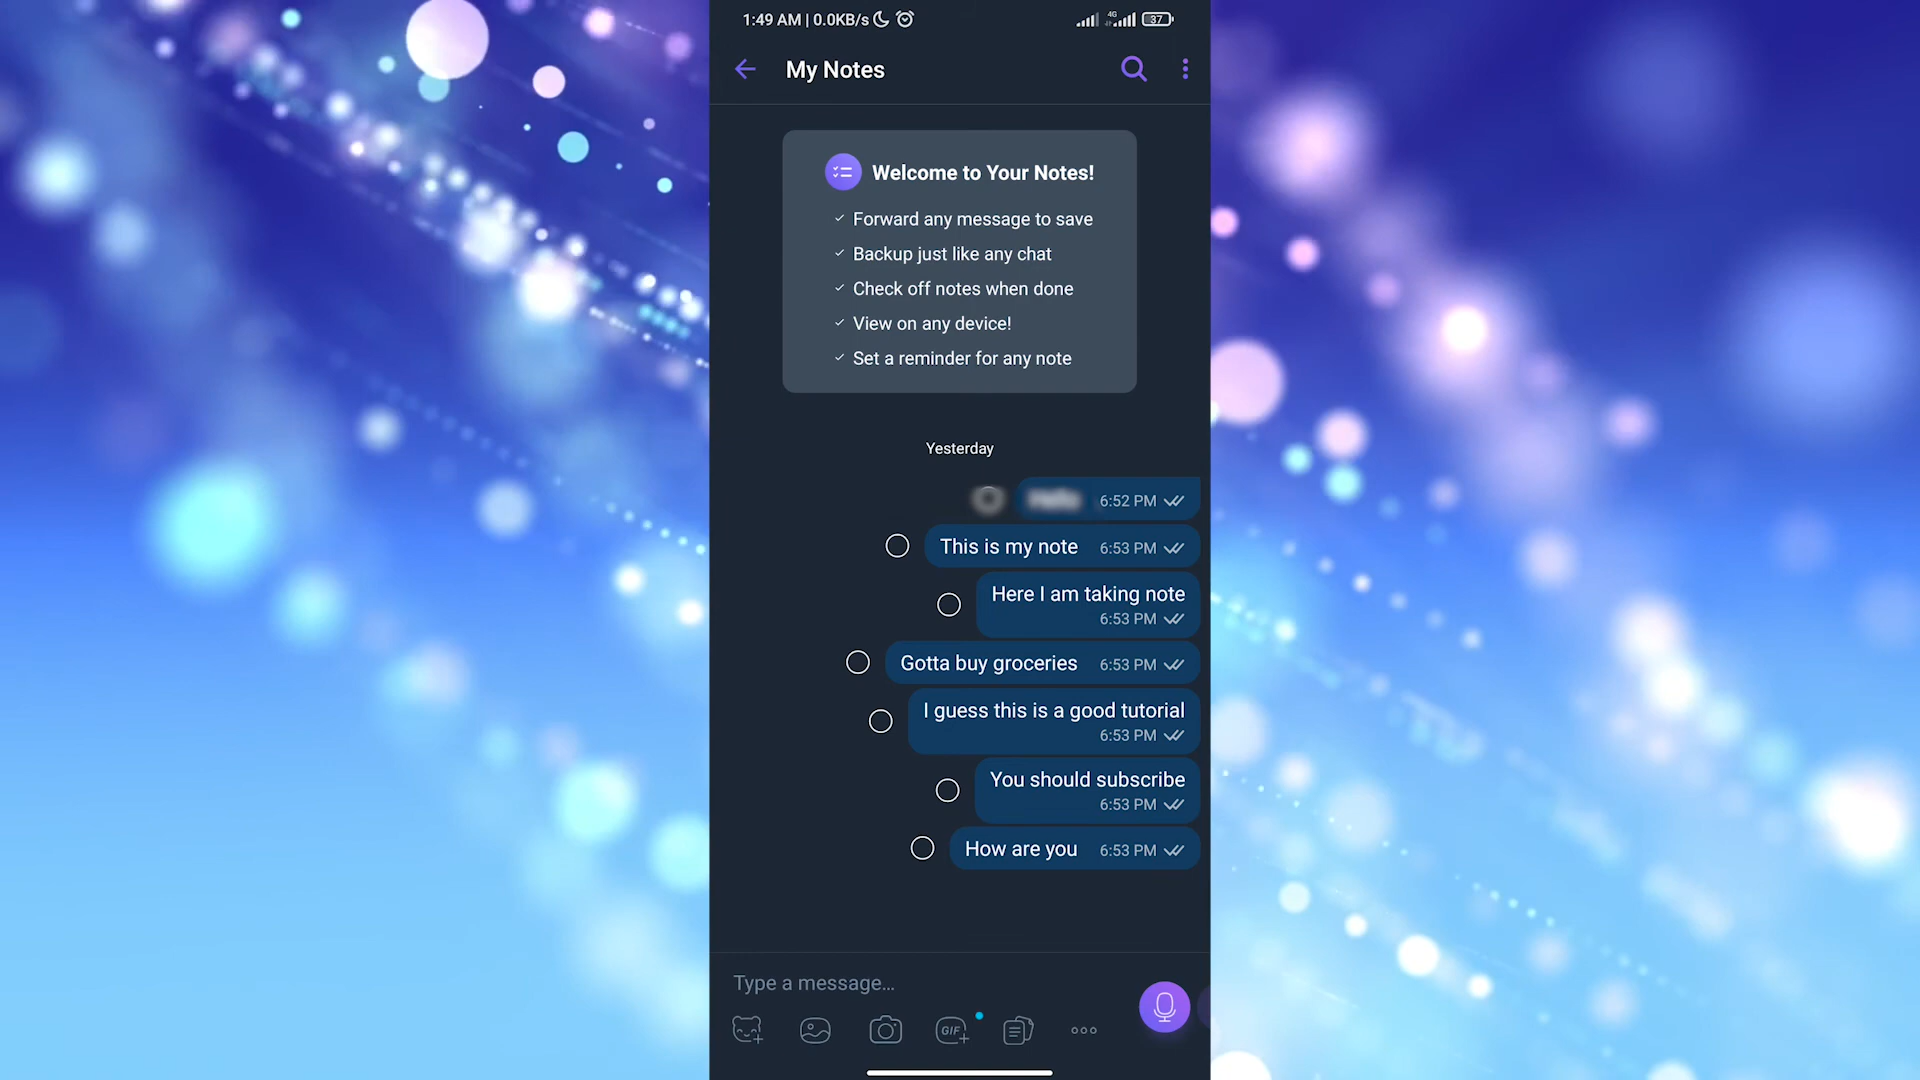 1:49 AM | 0.0KB/s
4G
37
My Notes
Welcome to Your Notes!
Forward any message to save
Backup just like any chat
Check off notes when done
View on any device!
Set a reminder for any note
Yesterday
6:52 PM
This is my note 6:53 PM
Here I am taking note
6:53 PM
Gotta buy groceries 6:53 PM
I guess this is a good tutorial
6:53 PM
You should subscribe
6:53 PM
How are you 6:53 PM
Type a message...
GIF